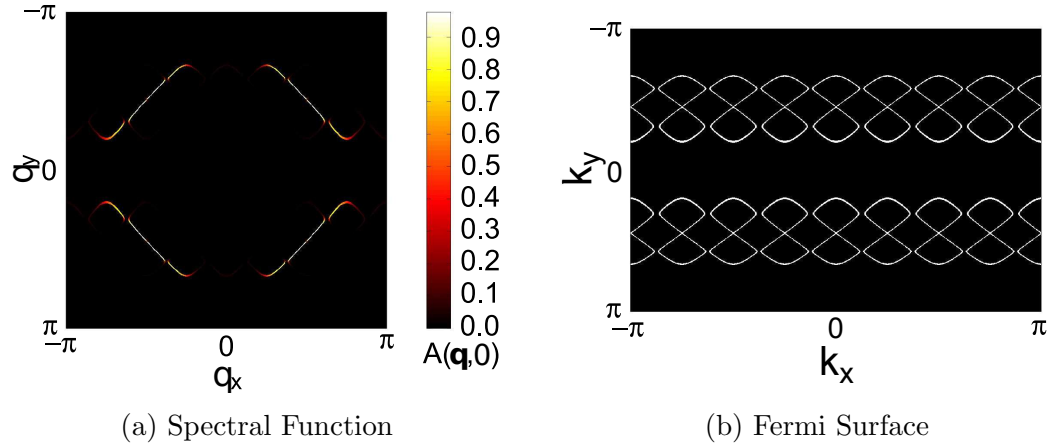 −π
q_y
0
π
−π
0
π
q_x
0.9
0.8
0.7
0.6
0.5
0.4
0.3
0.2
0.1
0.0
A(q,0)
(a) Spectral Function
−π
k_y
0
π
−π
0
π
k_x
(b) Fermi Surface